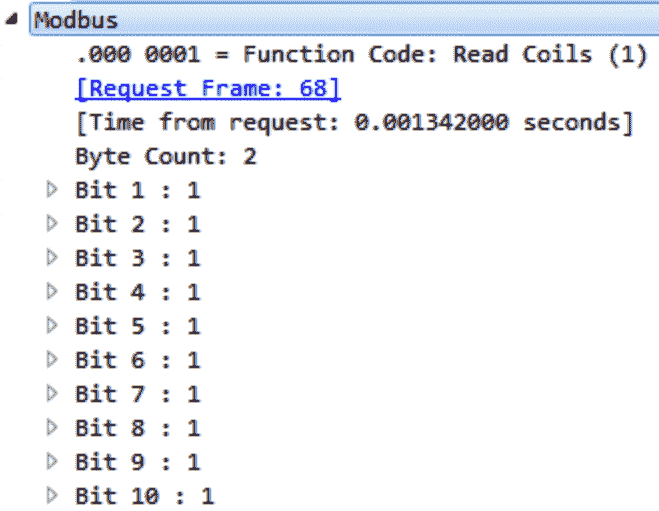 Modbus
.000 0001 = Function Code: Read Coils (1)
[Request Frame: 68]
[Time from request: 0.001342000 seconds]
Byte Count: 2
Bit 1 : 1
Bit 2 : 1
Bit 3 : 1
Bit 4 : 1
Bit 5 : 1
Bit 6 : 1
Bit 7 : 1
Bit 8 : 1
Bit 9 : 1
Bit 10 : 1